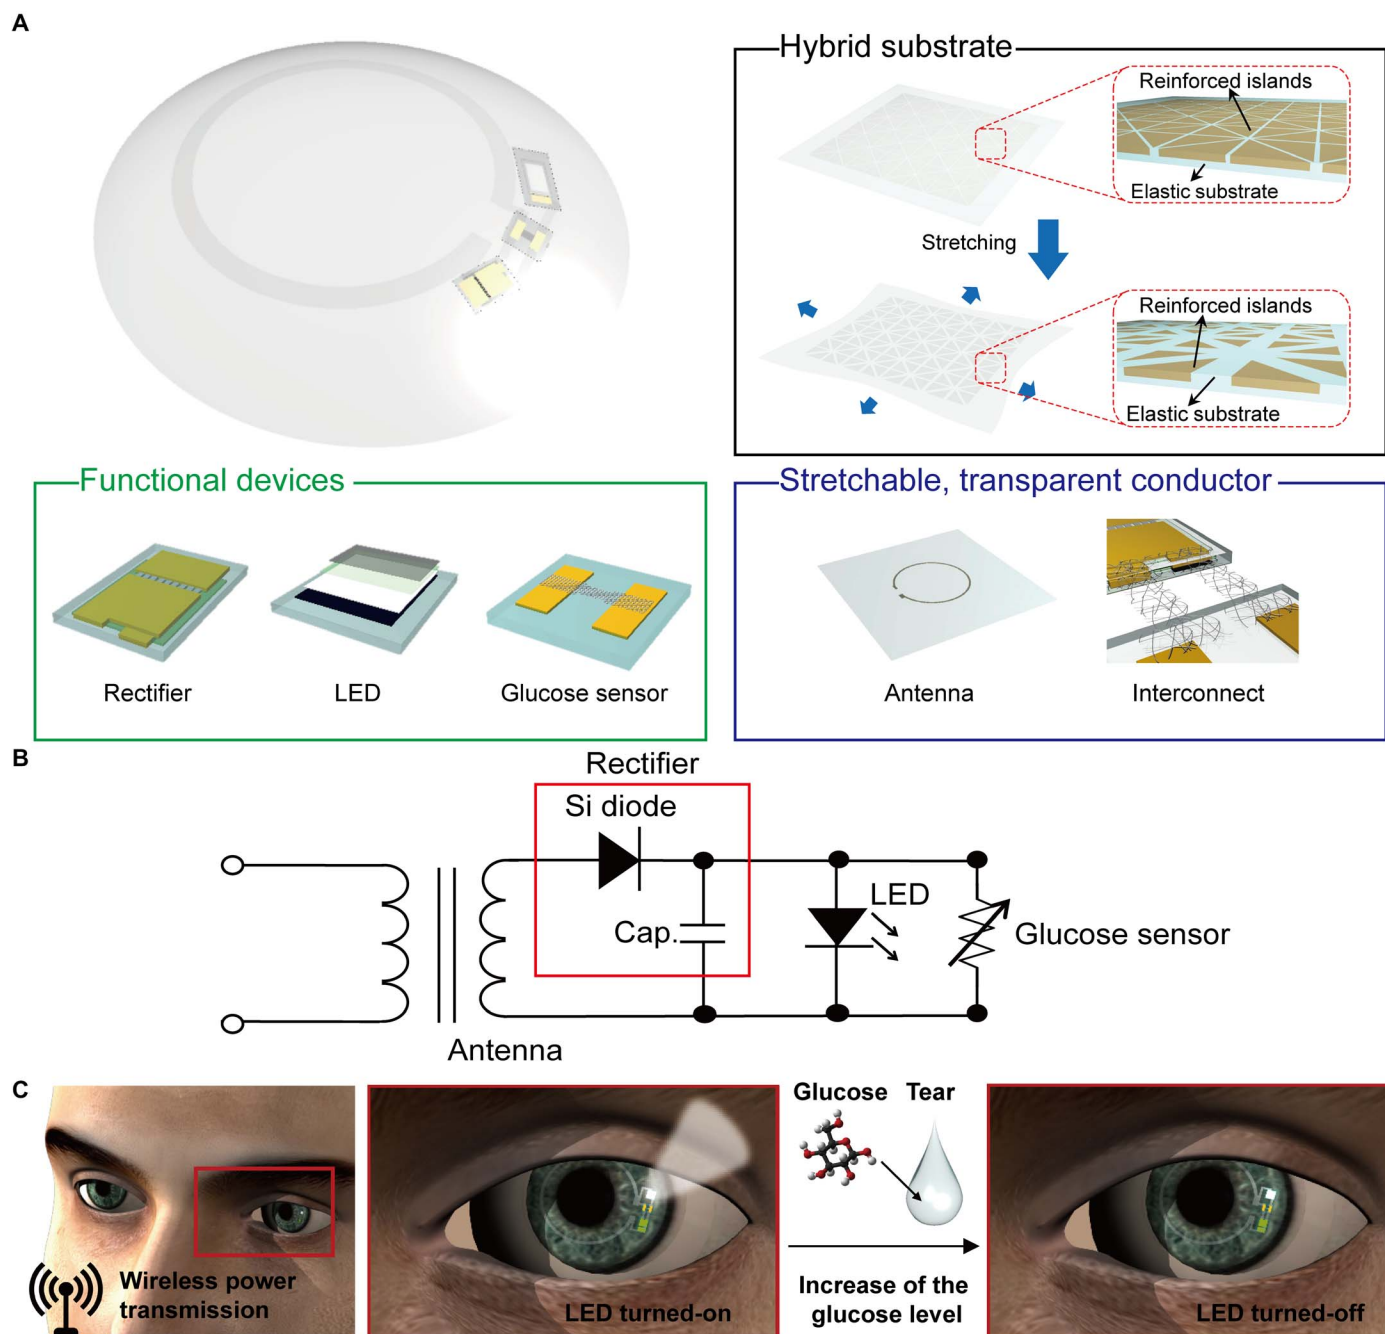 A
Hybrid substrate
Reinforced islands
Elastic substrate
Stretching
Reinforced islands
Elastic substrate
Functional devices
Rectifier
LED
Glucose sensor
Stretchable, transparent conductor
Antenna
Interconnect
B
Rectifier
Si diode
Cap.
LED
Glucose sensor
Antenna
C
Wireless power
transmission
LED turned-on
Glucose
Tear
Increase of the
glucose level
LED turned-off